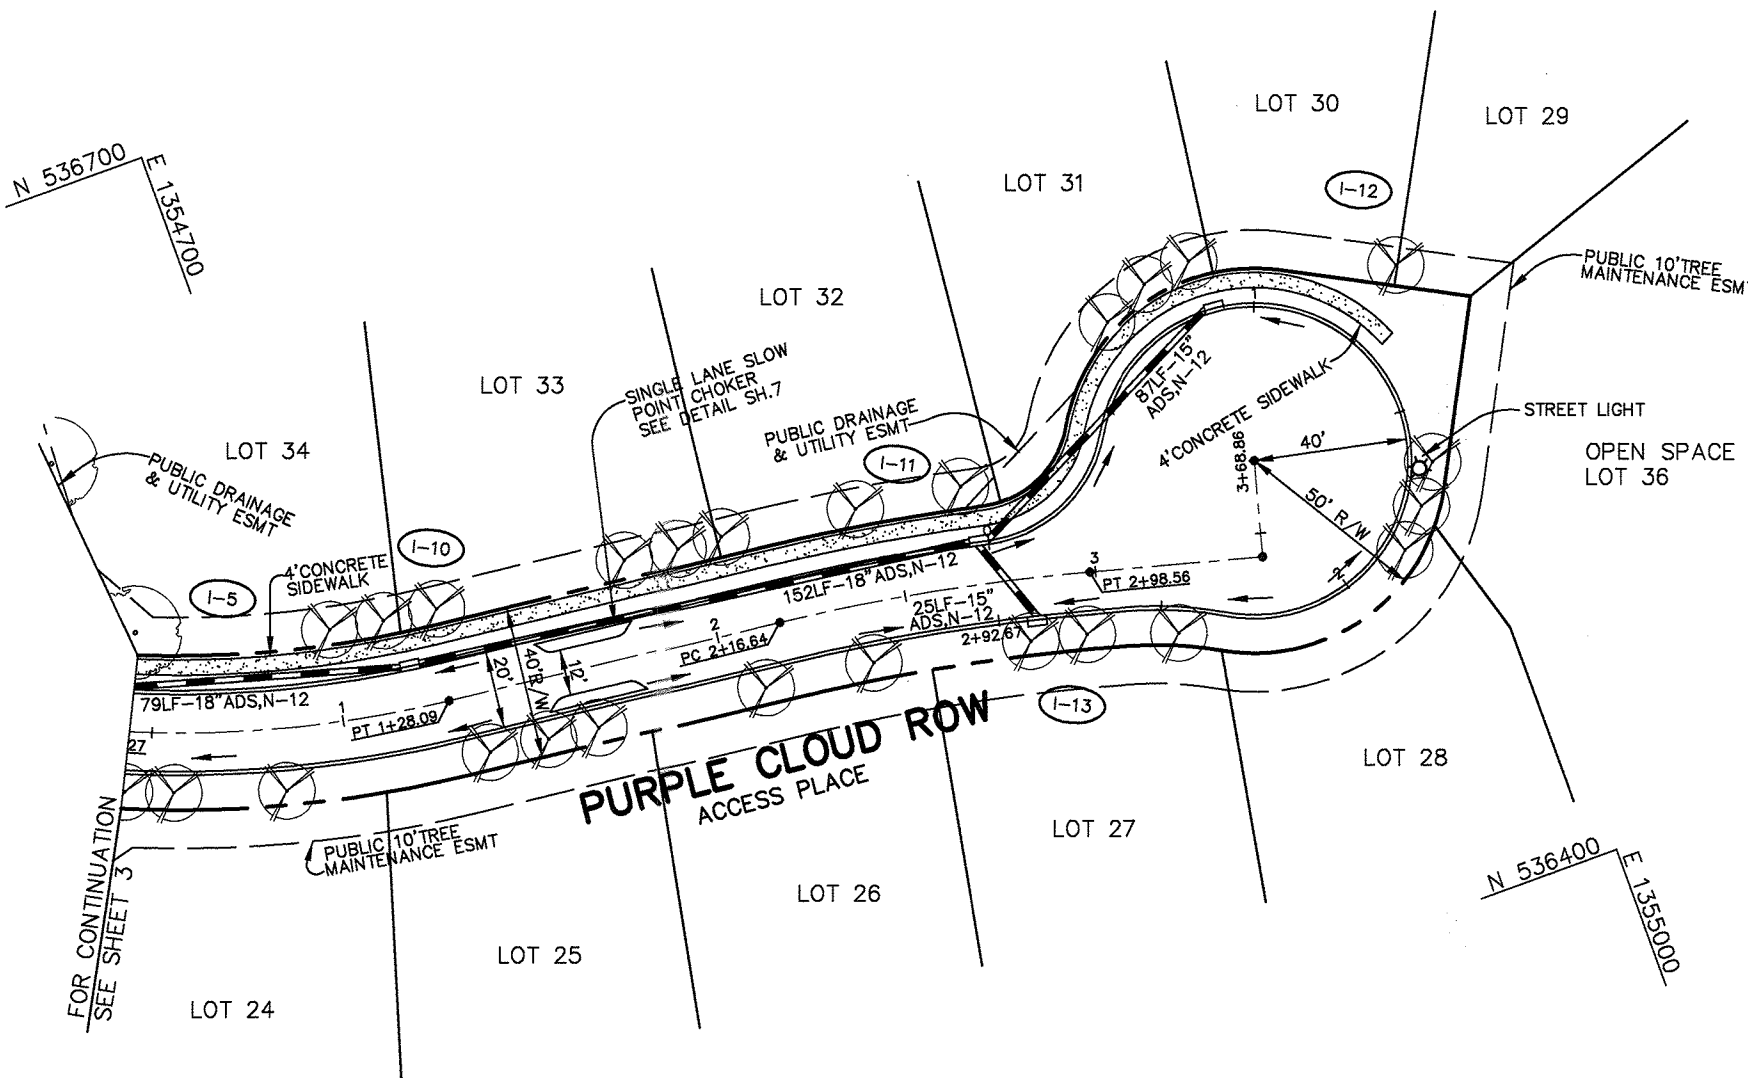 LOT 30
LOT 29
N 536700
E 1354700
LOT 31
I-12
PUBLIC 10'TREE
MAINTENANCE ESMT
LOT 32
LOT 33
SINGLE LANE SLOW
POINT CHOKER
SEE DETAIL SH.7
87LF-15"
ADS,N-12
4'CONCRETE SIDEWALK
STREET LIGHT
PUBLIC DRAINAGE
& UTILITY ESMT
I-11
40'
3+68.86
OPEN SPACE
LOT 36
LOT 34
PUBLIC DRAINAGE
& UTILITY ESMT
50' R/W
I-10
4'CONCRETE
SIDEWALK
I-5
1
2
3
PT 2+98.56
152LF-18"ADS,N-12
25LF-15"
ADS,N-12
2+92.67
2
PC 2+16.64
20'
40'R/W
12'
79LF-18"ADS,N-12
1
PT 1+28.09
27
I-13
PURPLE CLOUD ROW
ACCESS PLACE
LOT 28
LOT 27
PUBLIC 10'TREE
MAINTENANCE ESMT
FOR CONTINUATION
SEE SHEET 3
LOT 26
LOT 25
LOT 24
N 536400
E 1355000